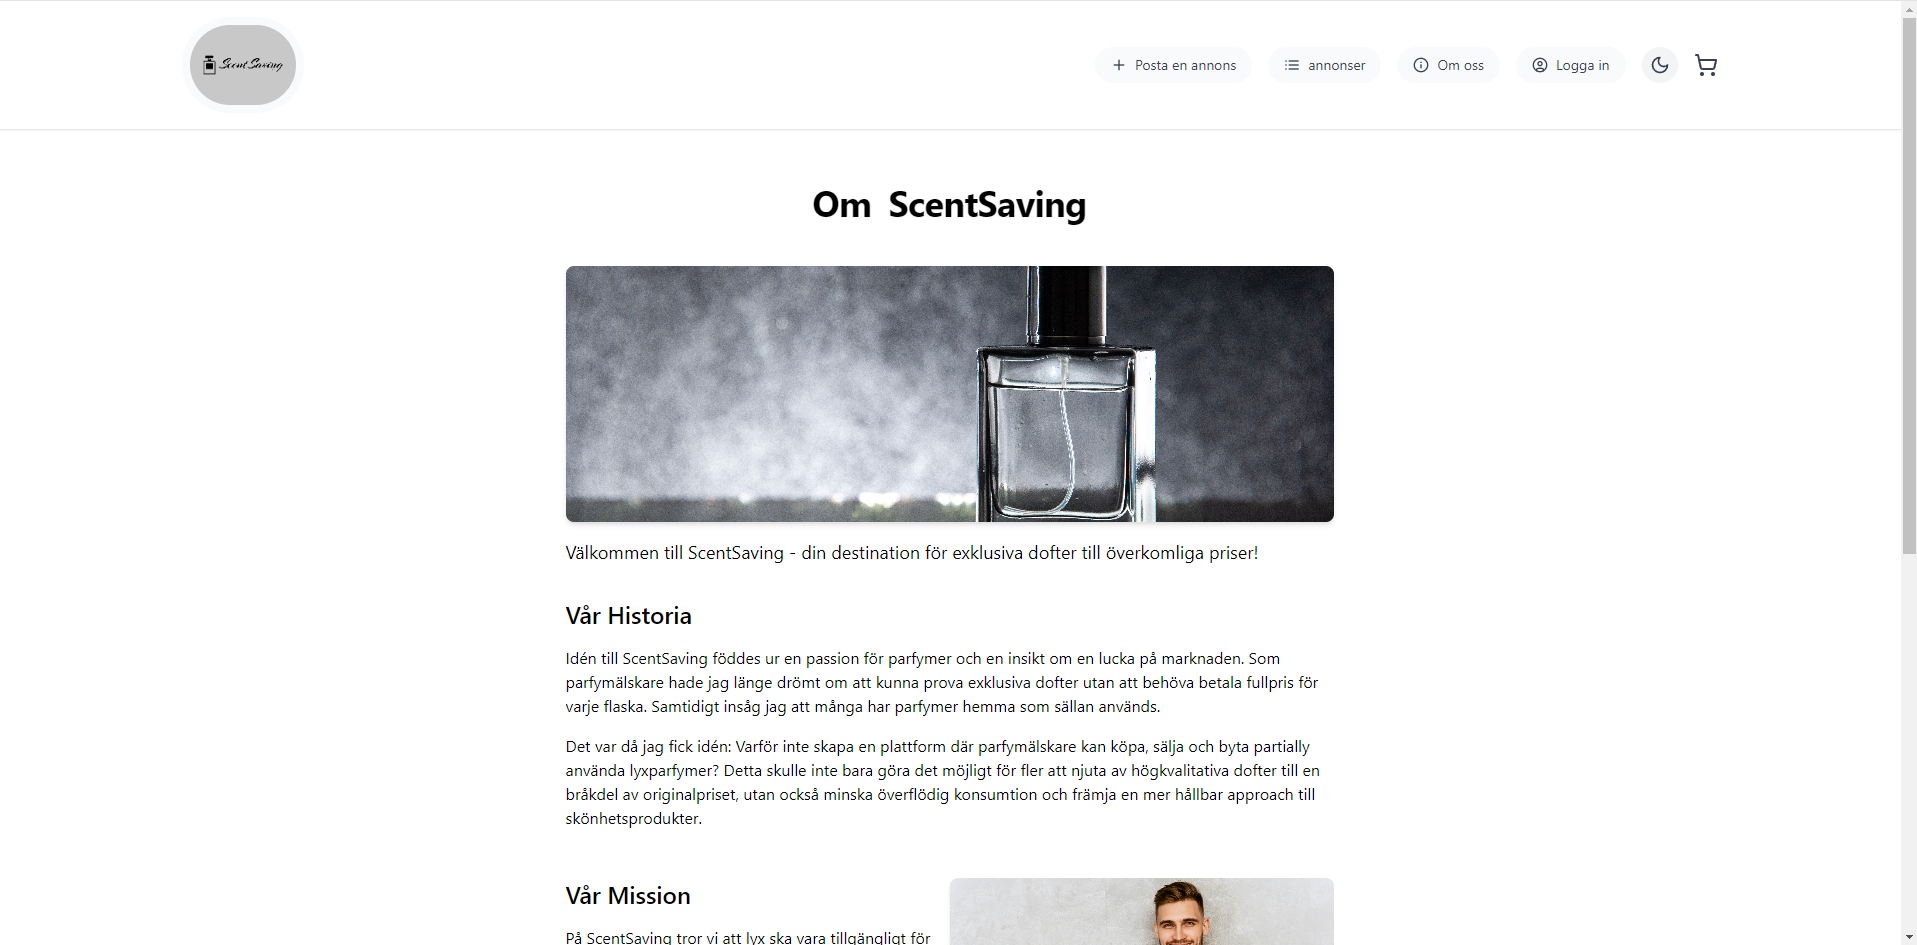 Scent Saving
Posta en annons
annonser
Om oss
Logga in
Om ScentSaving
Välkommen till ScentSaving - din destination för exklusiva dofter till överkomliga priser!
Vår Historia
Idén till ScentSaving föddes ur en passion för parfymer och en insikt om en lucka på marknaden. Som
parfymälskare hade jag länge drömt om att kunna prova exklusiva dofter utan att behöva betala fullpris för
varje flaska. Samtidigt insåg jag att många har parfymer hemma som sällan används.
Det var då jag fick idén: Varför inte skapa en plattform där parfymälskare kan köpa, sälja och byta partially
använda lyxparfymer? Detta skulle inte bara göra det möjligt för fler att njuta av högkvalitativa dofter till en
bråkdel av originalpriset, utan också minska överflödig konsumtion och främja en mer hållbar approach till
skönhetsprodukter.
Vår Mission
På ScentSaving tror vi att lyx ska vara tillgängligt för